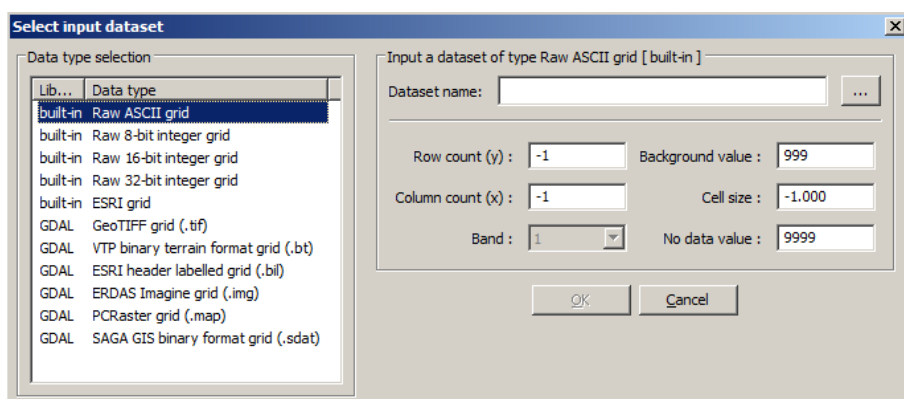 Select input dataset
Data type selection
Lib... Data type
built-in Raw ASCII grid
built-in Raw 8-bit integer grid
built-in Raw 16-bit integer grid
built-in Raw 32-bit integer grid
built-in ESRI grid
GDAL GeoTIFF grid (.tif)
GDAL VTP binary terrain format grid (.bt)
GDAL ESRI header labelled grid (.bil)
GDAL ERDAS Imagine grid (.img)
GDAL PCRaster grid (.map)
GDAL SAGA GIS binary format grid (.sdat)
Input a dataset of type Raw ASCII grid [ built-in ]
Dataset name: ...
Row count (y) : -1 Background value : 999
Column count (x) : -1 Cell size : -1.000
Band : 1 No data value : 9999
OK Cancel